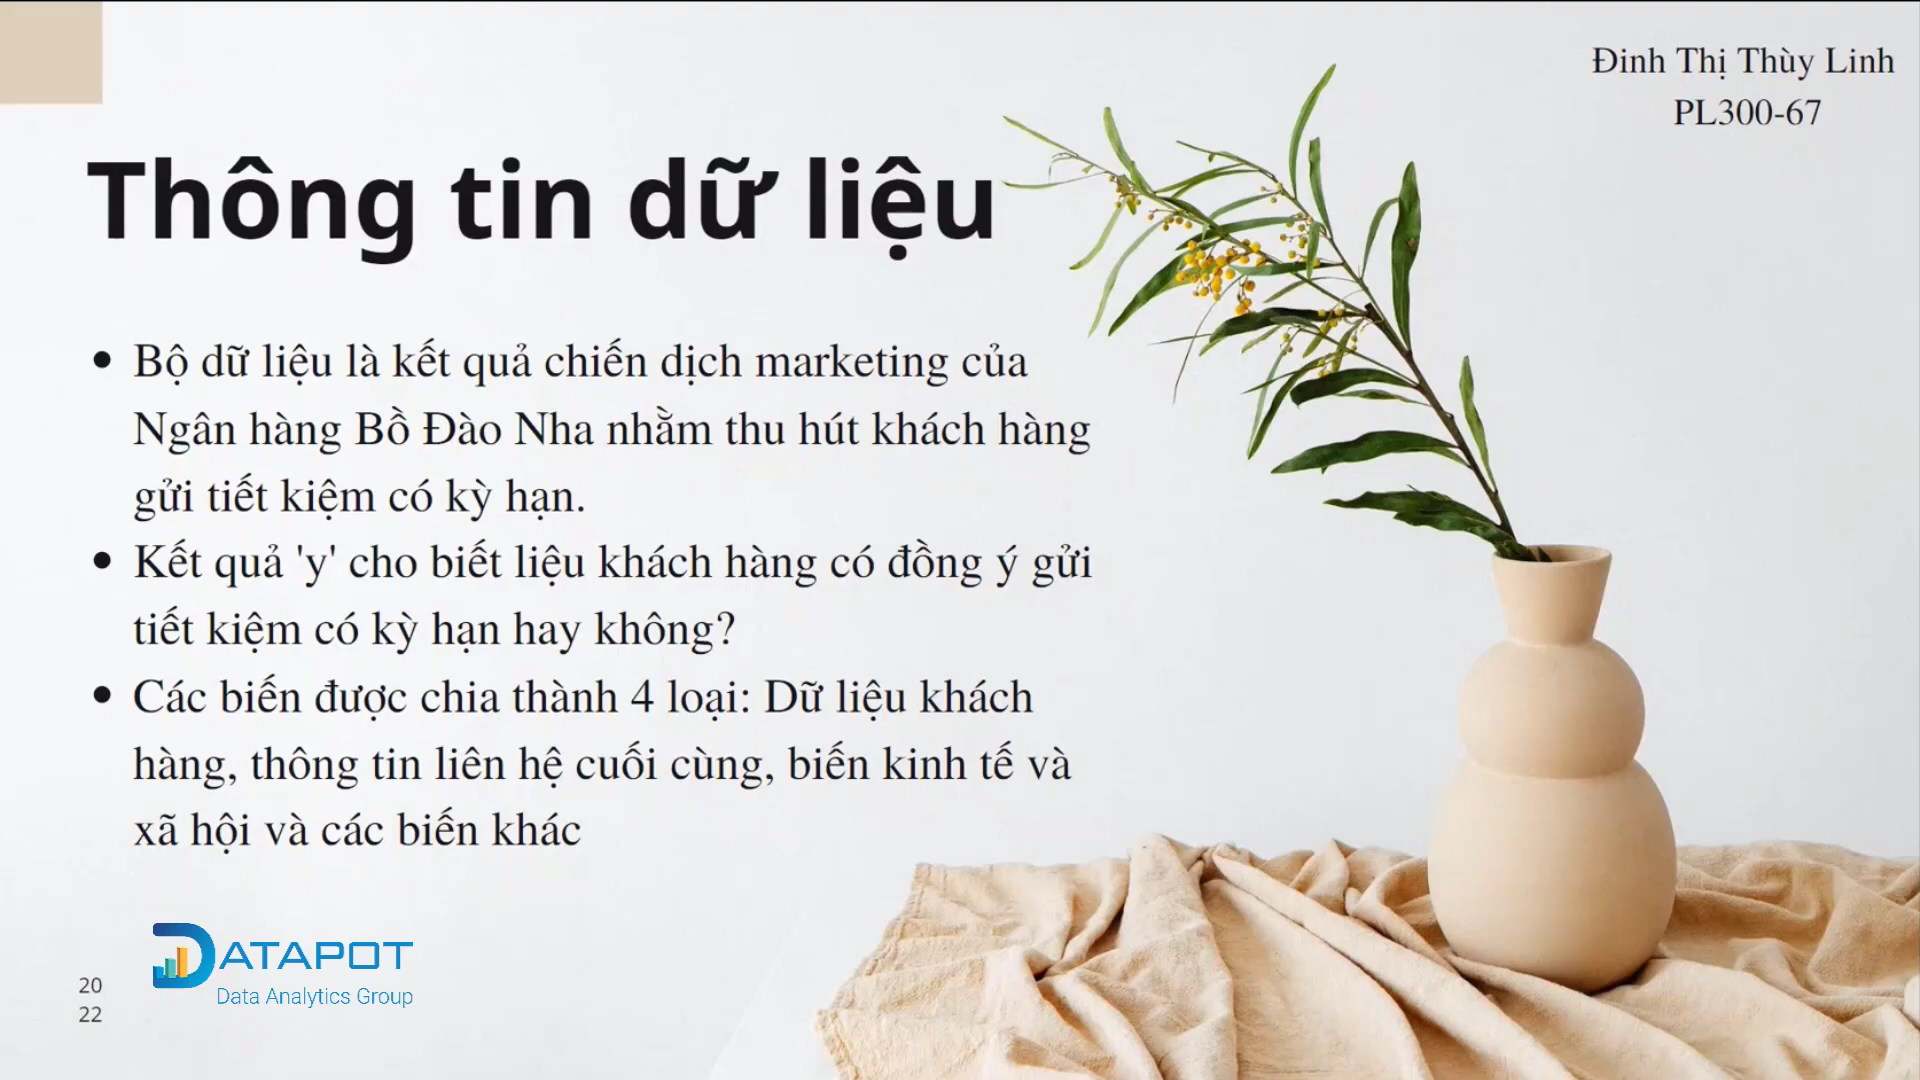 Đinh Thị Thùy Linh
PL300-67
Thông tin dữ liệu
• Bộ dữ liệu là kết quả chiến dịch marketing của
Ngân hàng Bồ Đào Nha nhằm thu hút khách hàng
gửi tiết kiệm có kỳ hạn.
• Kết quả 'y' cho biết liệu khách hàng có đồng ý gửi
tiết kiệm có kỳ hạn hay không?
• Các biến được chia thành 4 loại: Dữ liệu khách
hàng, thông tin liên hệ cuối cùng, biến kinh tế và
xã hội và các biến khác
DATAPOT
Data Analytics Group
20
22